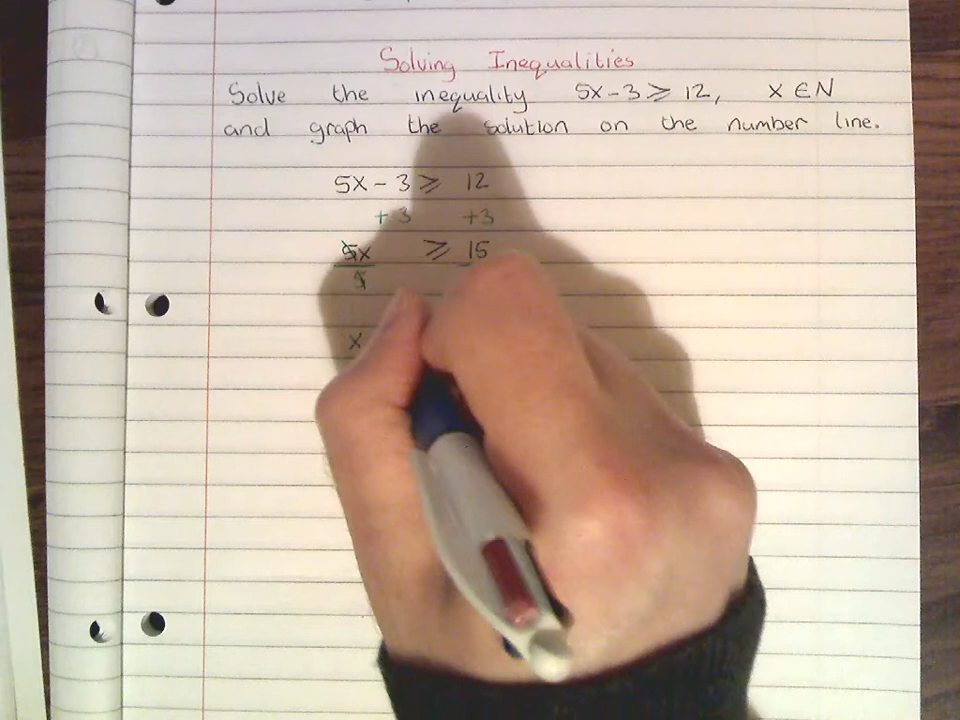 Solving Inequalities
Solve the inequality 5x - 3 ≥ 12, x ∈ N
and graph the solution on the number line.
5x - 3 ≥ 12
+ 3 +3
5x ≥ 15
5
x